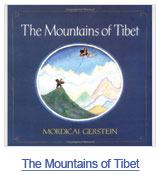 The Mountains of Tibet
MORDICAI GERSTEIN
The Mountains of Tibet